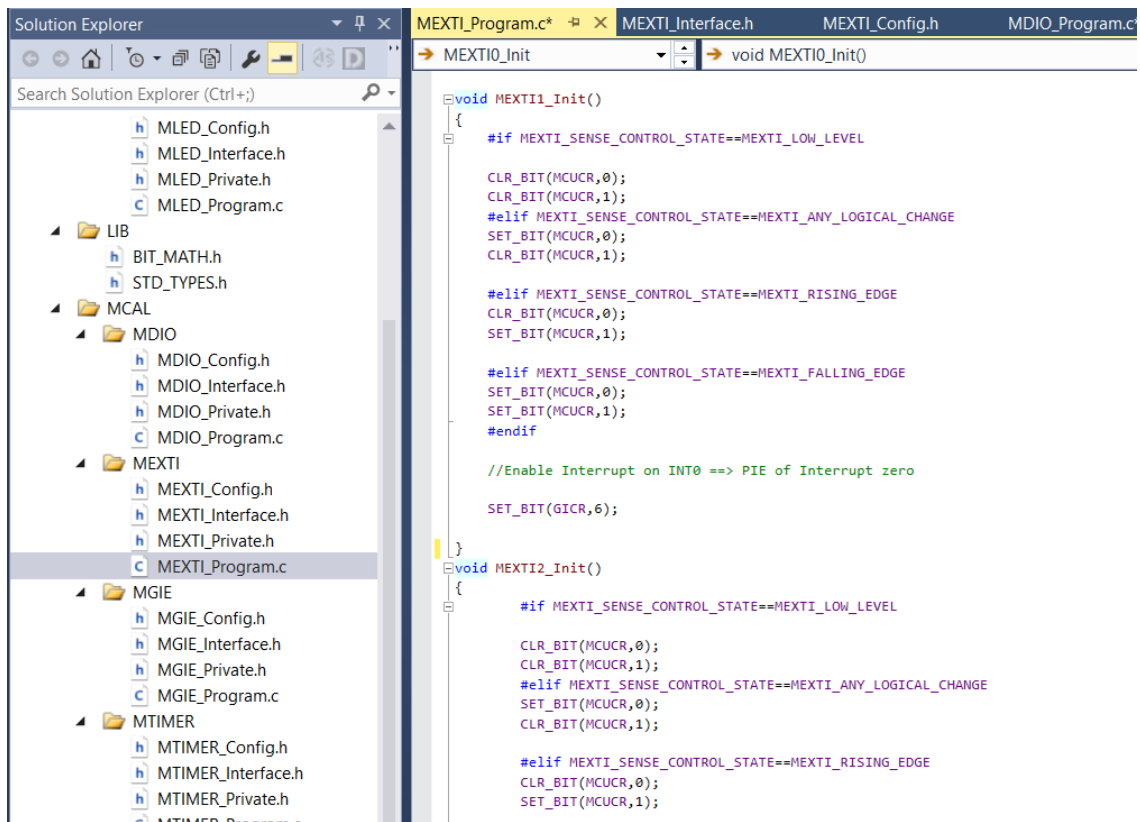 Solution Explorer
Search Solution Explorer (Ctrl+;)
MLED_Config.h
MLED_Interface.h
MLED_Private.h
MLED_Program.c
LIB
BIT_MATH.h
STD_TYPES.h
MCAL
MDIO
MDIO_Config.h
MDIO_Interface.h
MDIO_Private.h
MDIO_Program.c
MEXTI
MEXTI_Config.h
MEXTI_Interface.h
MEXTI_Private.h
MEXTI_Program.c
MGIE
MGIE_Config.h
MGIE_Interface.h
MGIE_Private.h
MGIE_Program.c
MTIMER
MTIMER_Config.h
MTIMER_Interface.h
MTIMER_Private.h
MEXTI_Program.c* MEXTI_Interface.h MEXTI_Config.h MDIO_Program.c*
MEXTI0_Init void MEXTI0_Init()
void MEXTI1_Init()
{
#if MEXTI_SENSE_CONTROL_STATE==MEXTI_LOW_LEVEL
CLR_BIT(MCUCR,0);
CLR_BIT(MCUCR,1);
#elif MEXTI_SENSE_CONTROL_STATE==MEXTI_ANY_LOGICAL_CHANGE
SET_BIT(MCUCR,0);
CLR_BIT(MCUCR,1);
#elif MEXTI_SENSE_CONTROL_STATE==MEXTI_RISING_EDGE
CLR_BIT(MCUCR,0);
SET_BIT(MCUCR,1);
#elif MEXTI_SENSE_CONTROL_STATE==MEXTI_FALLING_EDGE
SET_BIT(MCUCR,0);
SET_BIT(MCUCR,1);
#endif
//Enable Interrupt on INT0 ==> PIE of Interrupt zero
SET_BIT(GICR,6);
}
void MEXTI2_Init()
{
#if MEXTI_SENSE_CONTROL_STATE==MEXTI_LOW_LEVEL
CLR_BIT(MCUCR,0);
CLR_BIT(MCUCR,1);
#elif MEXTI_SENSE_CONTROL_STATE==MEXTI_ANY_LOGICAL_CHANGE
SET_BIT(MCUCR,0);
CLR_BIT(MCUCR,1);
#elif MEXTI_SENSE_CONTROL_STATE==MEXTI_RISING_EDGE
CLR_BIT(MCUCR,0);
SET_BIT(MCUCR,1);